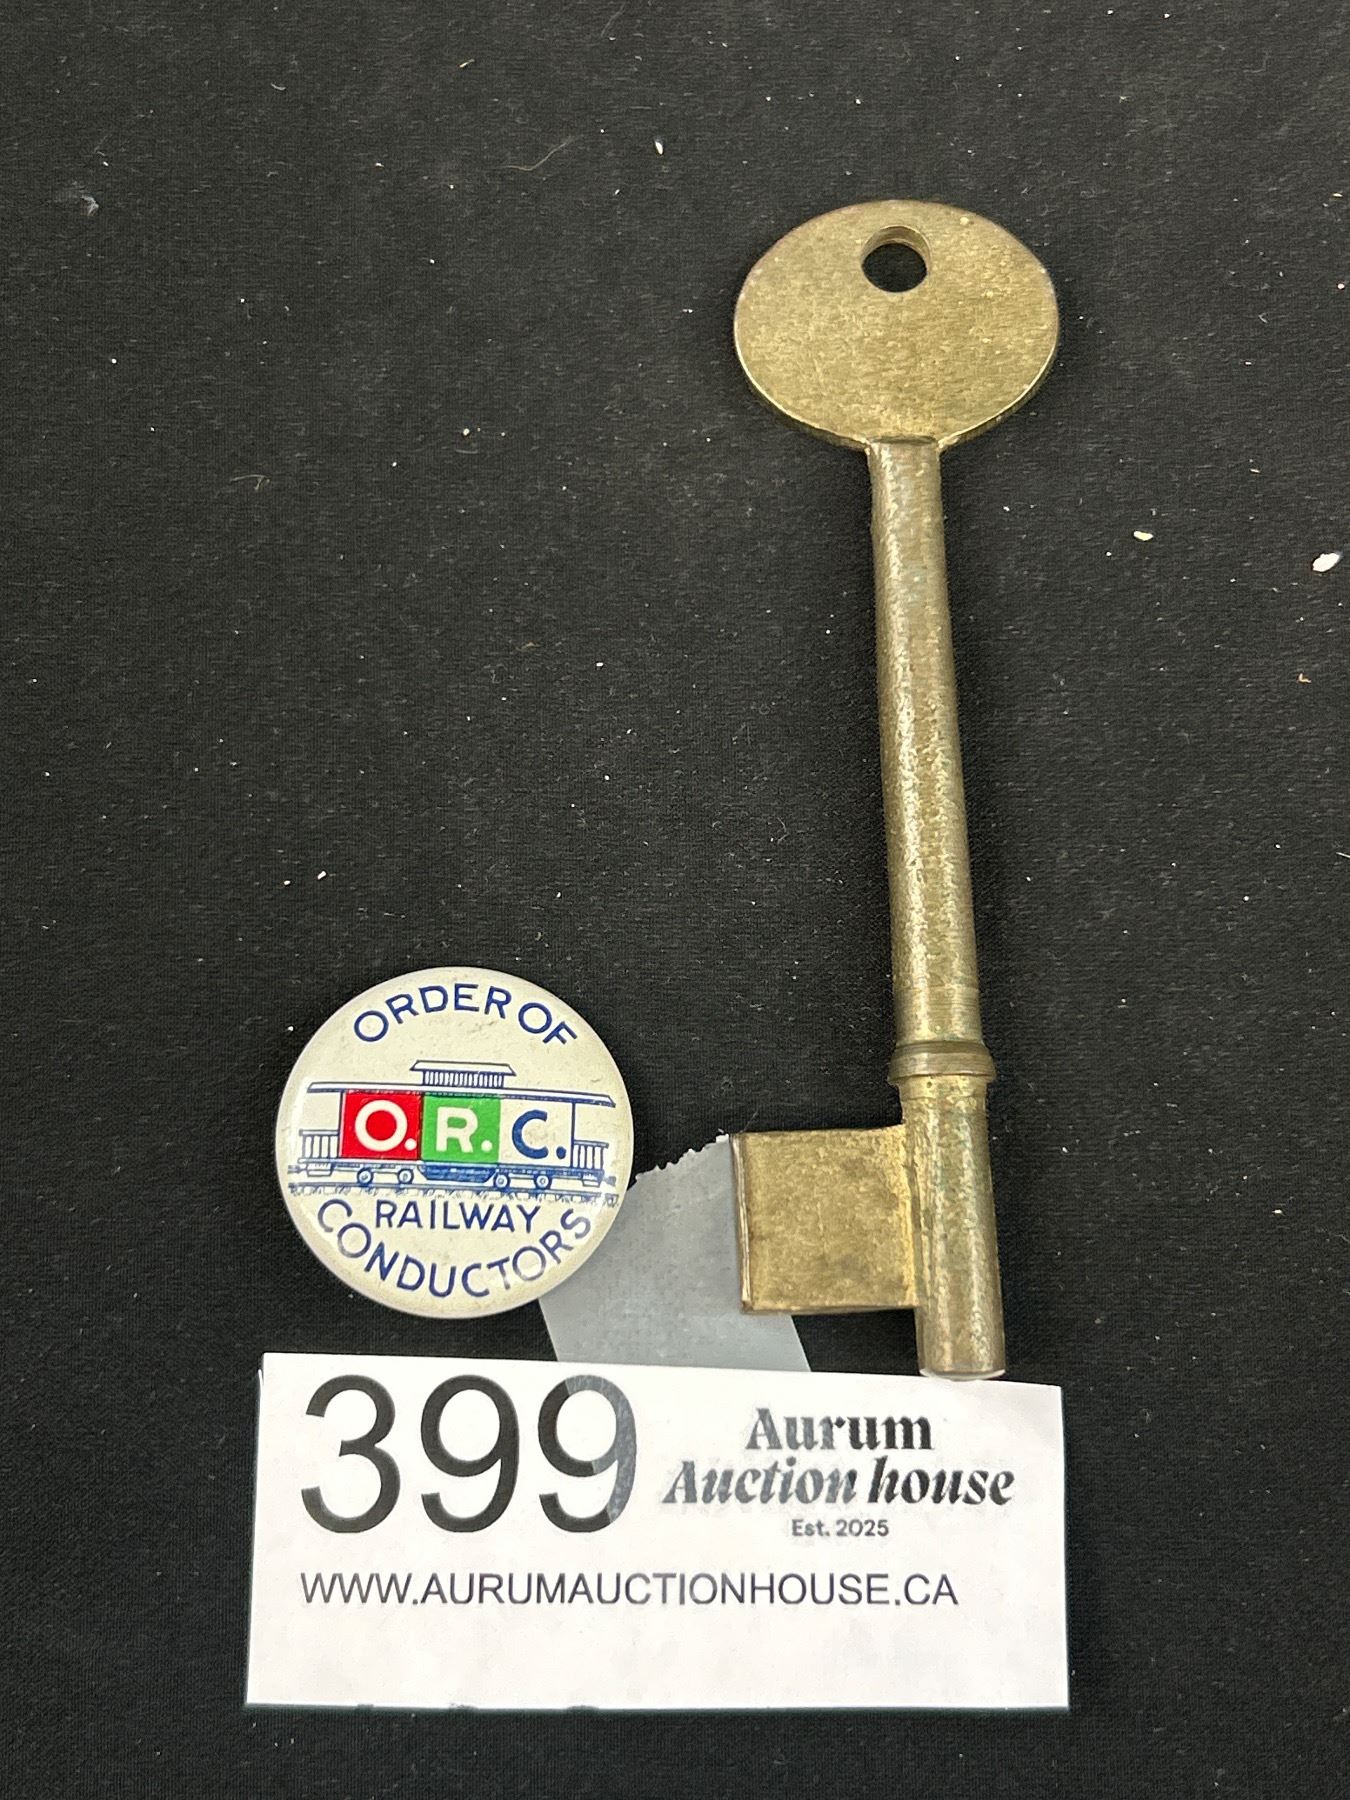 ORDER OF
O. R. C.
RAILWAY
CONDUCTORS
399
Aurum
Auction house
Est. 2025
WWW.AURUMAUCTIONHOUSE.CA